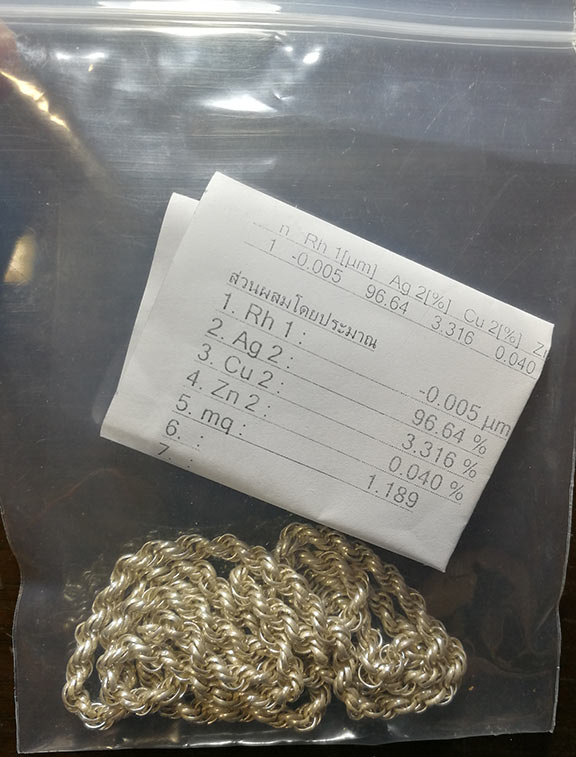 n Rh 1[µm] Ag 2[%] Cu 2[%]
1 -0.005 96.64 3.316 0.040
ส่วนผสมโดยประมาณ
1. Rh 1 : -0.005 µm
2. Ag 2 : 96.64 %
3. Cu 2 : 3.316 %
4. Zn 2 : 0.040 %
5. mq : 1.189
6. :
7. :